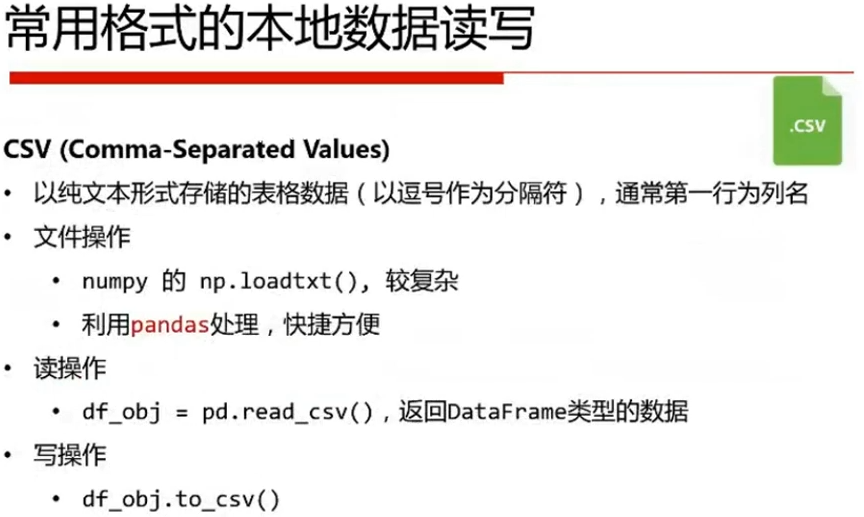 常用格式的本地数据读写
.CSV
CSV (Comma-Separated Values)
• 以纯文本形式存储的表格数据（以逗号作为分隔符），通常第一行为列名
• 文件操作
• numpy 的 np.loadtxt(), 较复杂
• 利用pandas处理，快捷方便
• 读操作
• df_obj = pd.read_csv()，返回DataFrame类型的数据
• 写操作
• df_obj.to_csv()